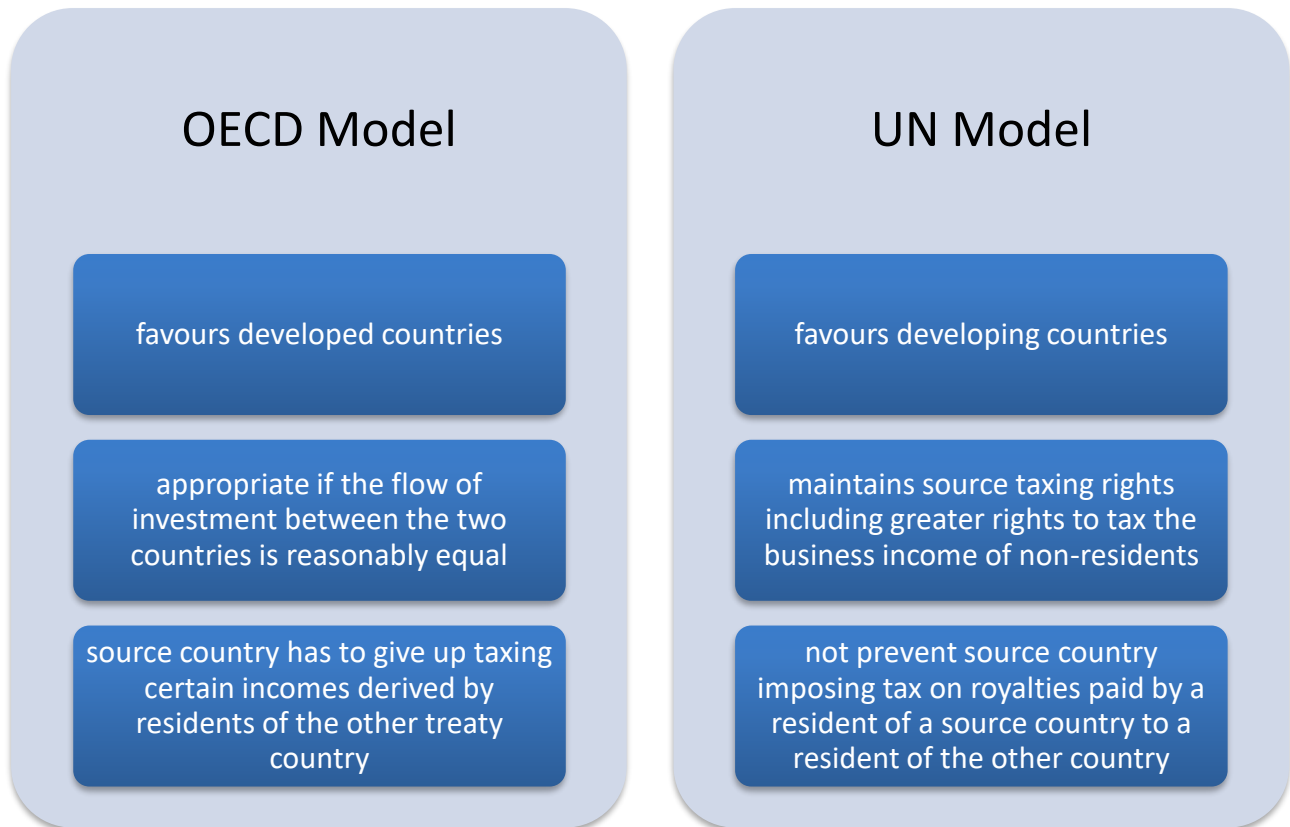 OECD Model
favours developed countries
appropriate if the flow of
investment between the two
countries is reasonably equal
source country has to give up taxing
certain incomes derived by
residents of the other treaty
country
UN Model
favours developing countries
maintains source taxing rights
including greater rights to tax the
business income of non-residents
not prevent source country
imposing tax on royalties paid by a
resident of a source country to a
resident of the other country